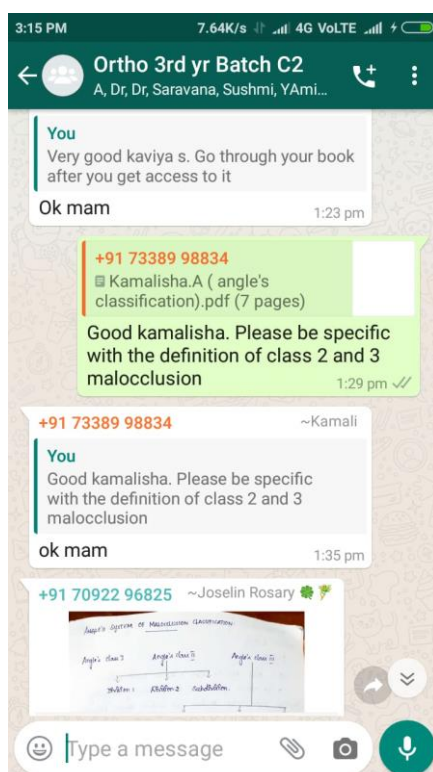 3:15 PM 7.64K/s 4G VoLTE
Ortho 3rd yr Batch C2
A, Dr, Dr, Saravana, Sushmi, YAmi...
You
Very good kaviya s. Go through your book
after you get access to it
Ok mam
1:23 pm
+91 73389 98834
Kamalisha.A ( angle's
classification).pdf (7 pages)
Good kamalisha. Please be specific
with the definition of class 2 and 3
malocclusion
1:29 pm
+91 73389 98834 ~Kamali
You
Good kamalisha. Please be specific
with the definition of class 2 and 3
malocclusion
ok mam
1:35 pm
+91 70922 96825 ~Joselin Rosary
Angle's System of Malocclusion Classification
Angle's class I Angle's class II Angle's class III
Division 1 Division 2 Subdivision
Type a message